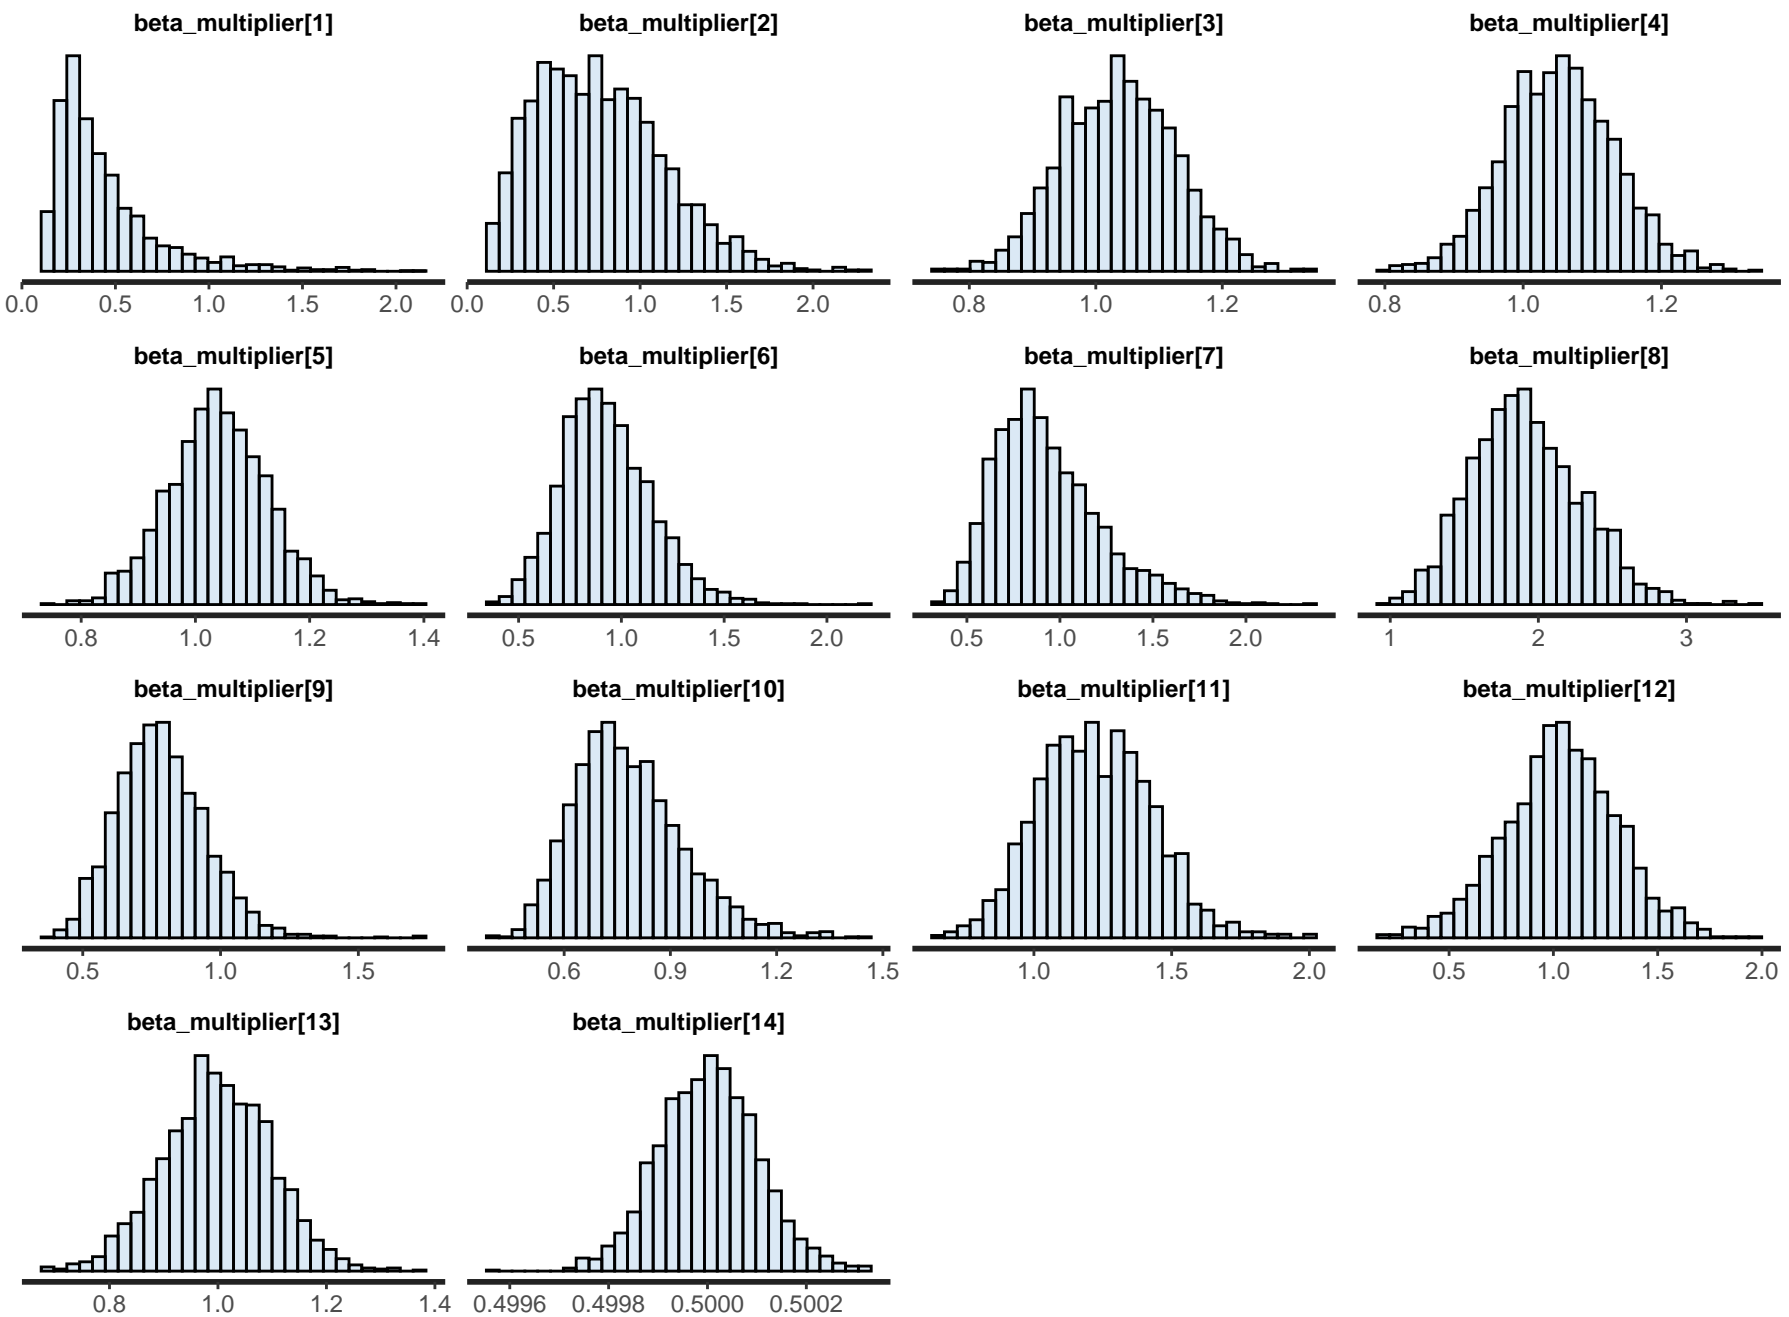 beta_multiplier[1] beta_multiplier[2] beta_multiplier[3] beta_multiplier[4]
0.0 0.5 1.0 1.5 2.0 0.0 0.5 1.0 1.5 2.0 0.8 1.0 1.2 0.8 1.0 1.2
beta_multiplier[5] beta_multiplier[6] beta_multiplier[7] beta_multiplier[8]
0.8 1.0 1.2 1.4 0.5 1.0 1.5 2.0 0.5 1.0 1.5 2.0 1 2 3
beta_multiplier[9] beta_multiplier[10] beta_multiplier[11] beta_multiplier[12]
0.5 1.0 1.5 0.6 0.9 1.2 1.5 1.0 1.5 2.0 0.5 1.0 1.5 2.0
beta_multiplier[13] beta_multiplier[14]
0.8 1.0 1.2 1.4 0.4996 0.4998 0.5000 0.5002